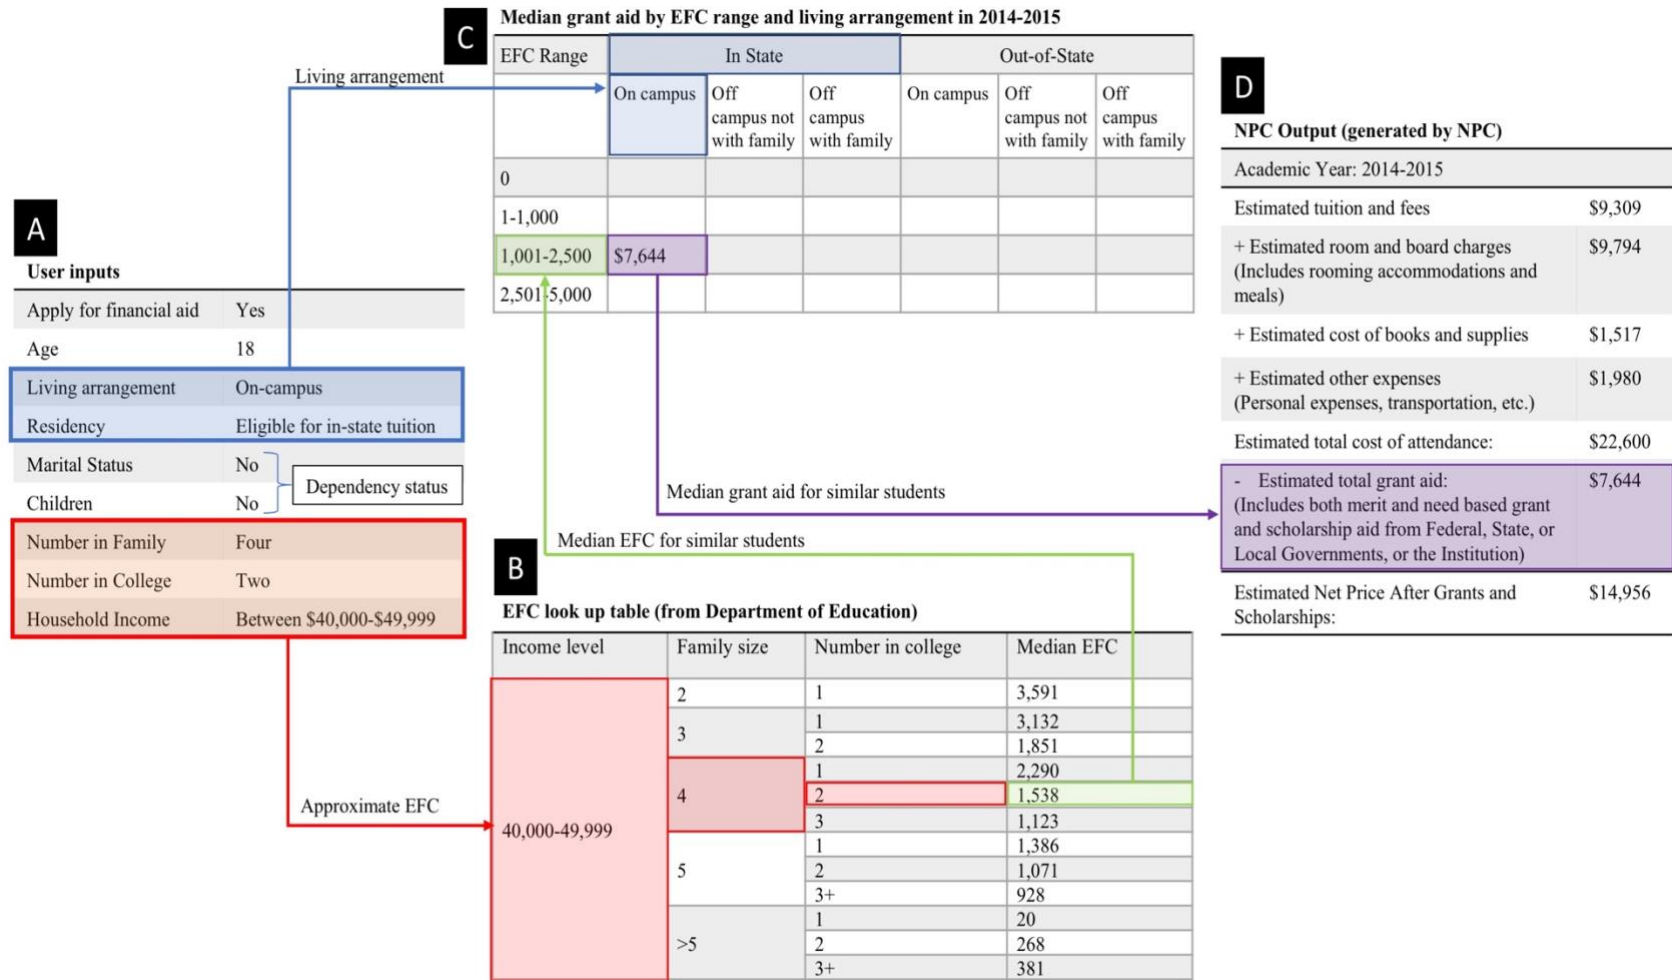 A
User inputs
Apply for financial aid Yes
Age 18
Living arrangement On-campus
Residency Eligible for in-state tuition
Marital Status No
Children No
Dependency status
Number in Family Four
Number in College Two
Household Income Between $40,000-$49,999
Living arrangement
Approximate EFC
C
Median grant aid by EFC range and living arrangement in 2014-2015
EFC Range In State Out-of-State
On campus Off campus not with family Off campus with family On campus Off campus not with family Off campus with family
0
1-1,000
1,001-2,500 $7,644
2,501-5,000
Median grant aid for similar students
Median EFC for similar students
B
EFC look up table (from Department of Education)
Income level Family size Number in college Median EFC
40,000-49,999
2 1 3,591
3 1 3,132
2 1,851
4 1 2,290
2 1,538
3 1,123
5 1 1,386
2 1,071
3+ 928
>5 1 20
2 268
3+ 381
D
NPC Output (generated by NPC)
Academic Year: 2014-2015
Estimated tuition and fees $9,309
+ Estimated room and board charges $9,794
(Includes rooming accommodations and
meals)
+ Estimated cost of books and supplies $1,517
+ Estimated other expenses $1,980
(Personal expenses, transportation, etc.)
Estimated total cost of attendance: $22,600
- Estimated total grant aid: $7,644
(Includes both merit and need based grant
and scholarship aid from Federal, State, or
Local Governments, or the Institution)
Estimated Net Price After Grants and $14,956
Scholarships: